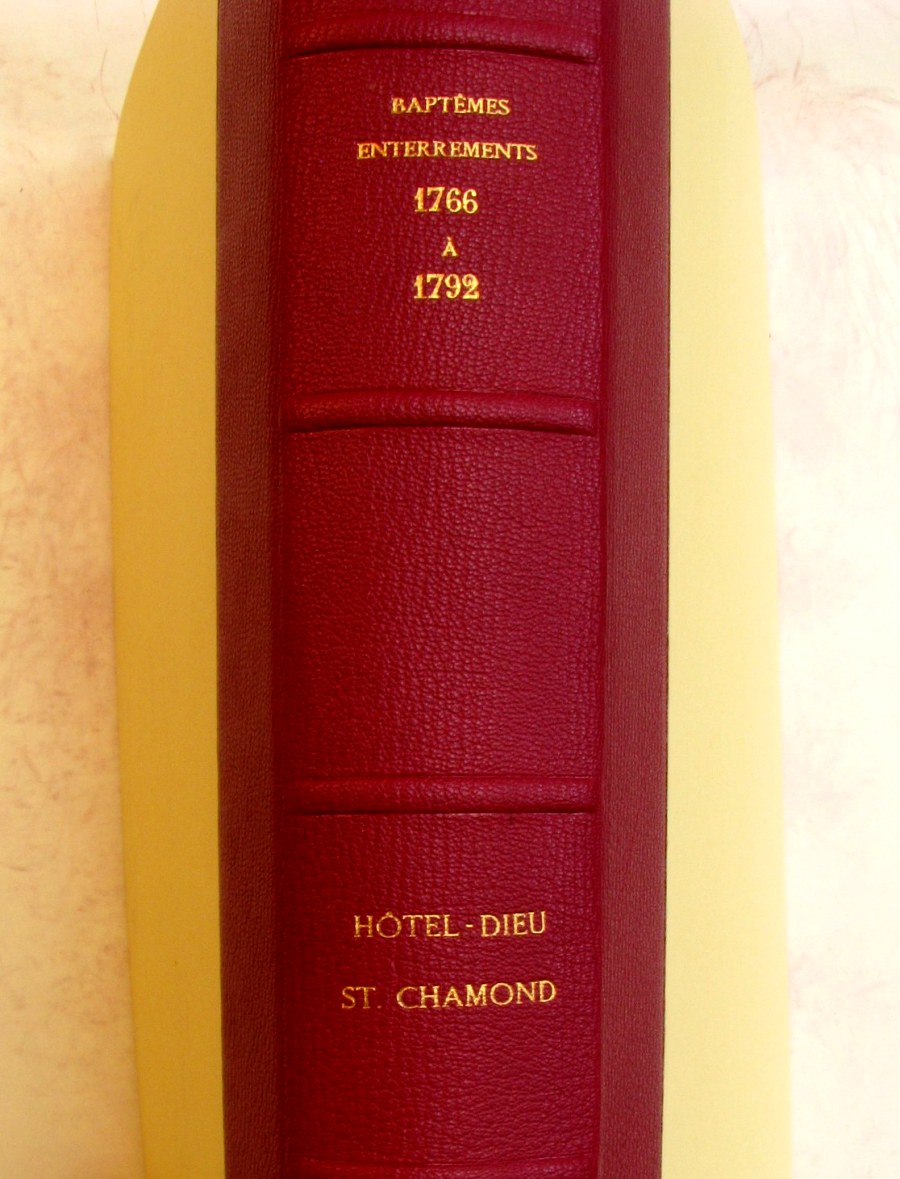 BAPTÊMES
ENTERREMENTS
1766
À
1792
HÔTEL-DIEU
ST. CHAMOND